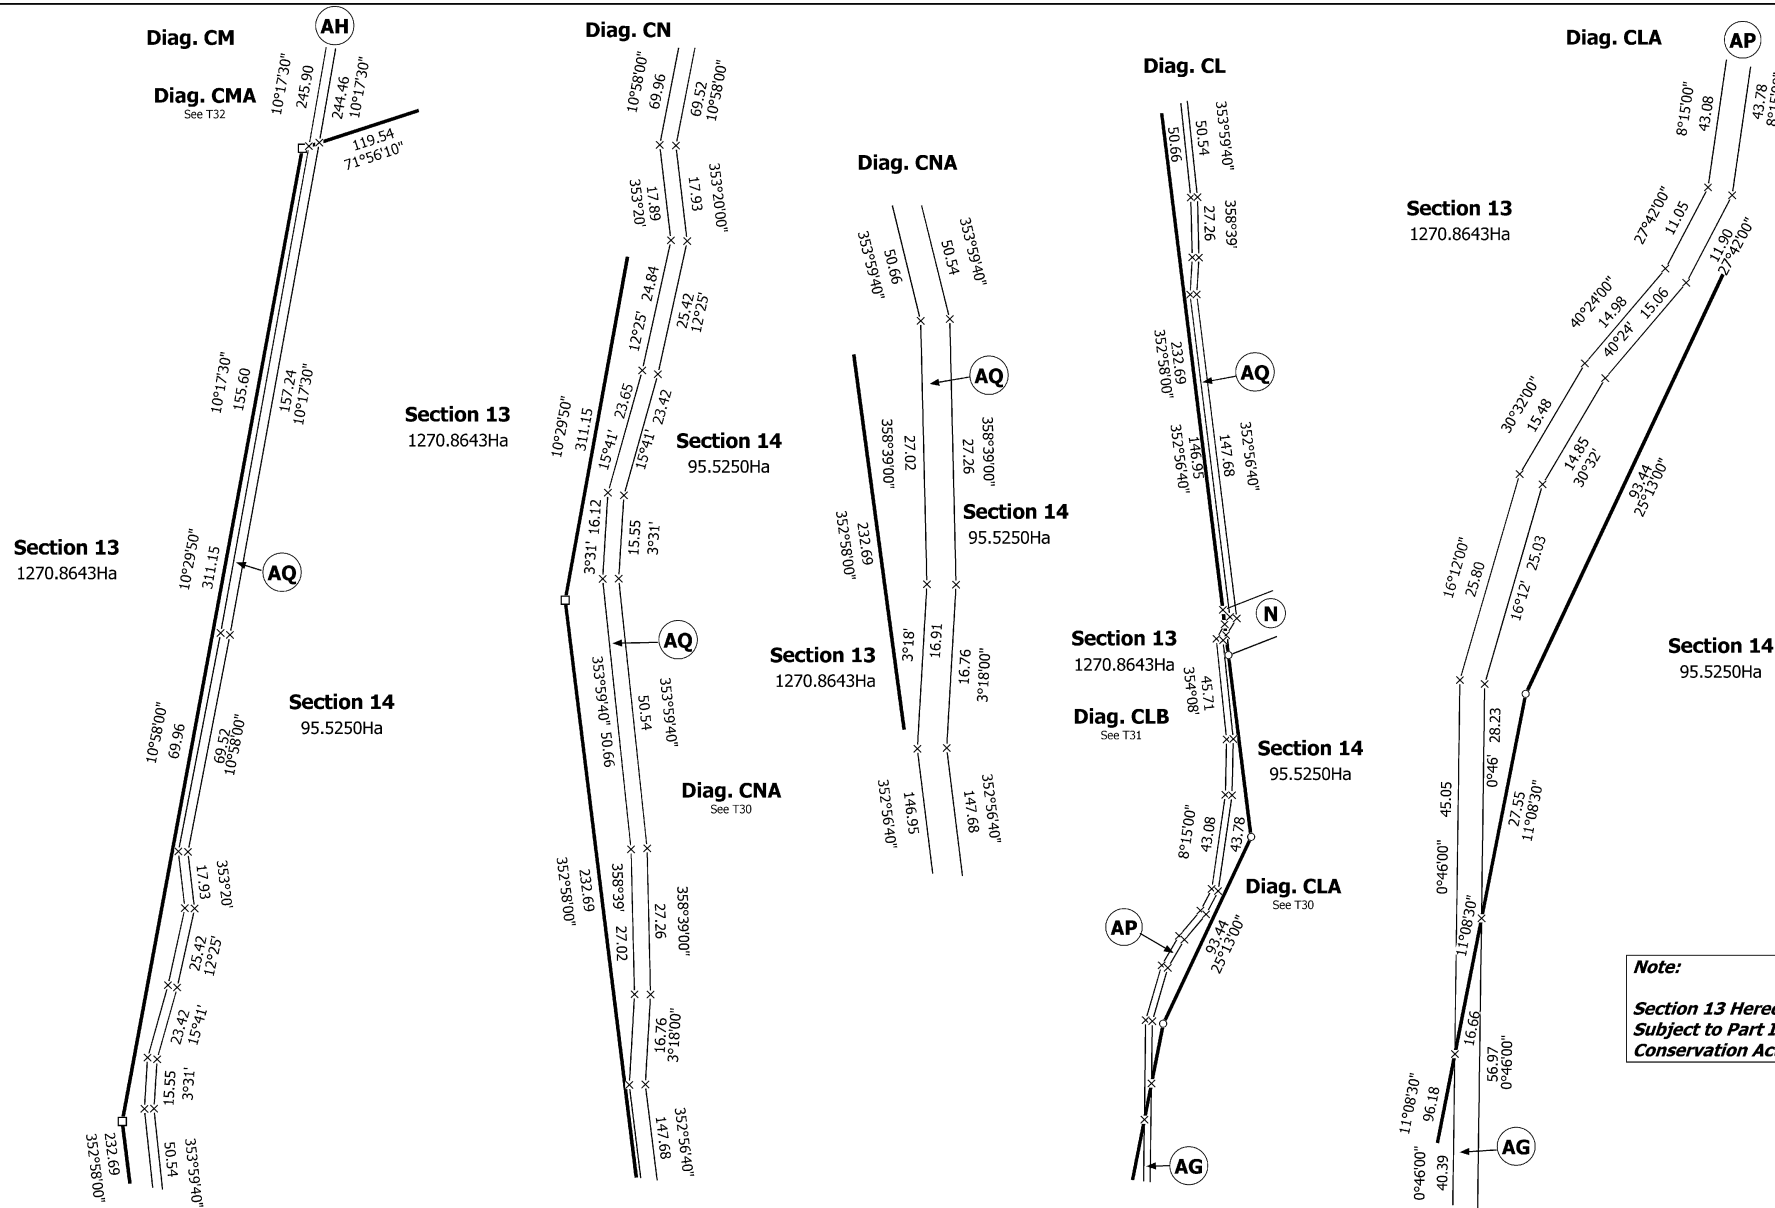 Diag. CM
AH
10°17'30"
245.90
244.46
10°17'30"
Diag. CMA
See T32
119.54
71°56'10"
10°17'30"
155.60
157.24
10°17'30"
Section 13
1270.8643Ha
10°29'50"
311.15
AQ
Section 14
95.5250Ha
10°58'00"
69.96
69.52
10°58'00"
353°20'
17.93
25.42
12°25'
23.42
15°41'
15.55
3°31'
232.69
352°58'00"
353°59'40"
50.54
Diag. CN
10°58'00"
69.96
69.52
10°58'00"
353°20'00"
17.93
17.89
353°20'
12°25'
24.84
25.42
12°25'
Section 13
1270.8643Ha
10°29'50"
311.15
15°41'
23.65
15°41'
23.42
Section 14
95.5250Ha
3°31'
16.12
15.55
3°31'
AQ
353°59'40"
50.66
353°59'40"
50.54
Diag. CNA
See T30
232.69
352°58'00"
358°39'
27.02
358°39'00"
27.26
3°18'00"
16.76
352°56'40"
147.68
Diag. CNA
50.66
353°59'40"
353°59'40"
50.54
AQ
27.02
358°39'00"
358°39'00"
27.26
Section 14
95.5250Ha
232.69
352°58'00"
Section 13
1270.8643Ha
3°18'
16.91
16.76
3°18'00"
146.95
352°56'40"
352°56'40"
147.68
Diag. CL
50.66
50.54
353°59'40"
358°39'
27.26
232.69
352°58'00"
AQ
146.95
352°56'40"
147.68
352°56'40"
N
Section 13
1270.8643Ha
45.71
354°08'
Diag. CLB
See T31
Section 14
95.5250Ha
8°15'00"
43.08
43.78
Diag. CLA
See T30
AP
93.44
25°13'00"
AG
Diag. CLA
AP
8°15'00"
43.08
43.78
Section 13
1270.8643Ha
27°42'00"
11.05
11.90
27°42'00"
40°24'00"
14.98
40°24'
15.06
30°32'00"
15.48
14.85
30°32'
93.44
25°13'00"
16°12'00"
25.80
16°12'
25.03
Section 14
95.5250Ha
45.05
0°46'00"
0°46'
28.23
27.55
11°08'30"
11°08'30"
16.66
56.97
0°46'00"
11°08'30"
96.18
0°46'00"
40.39
AG
Note:
Section 13
Subject to Part
Conservation